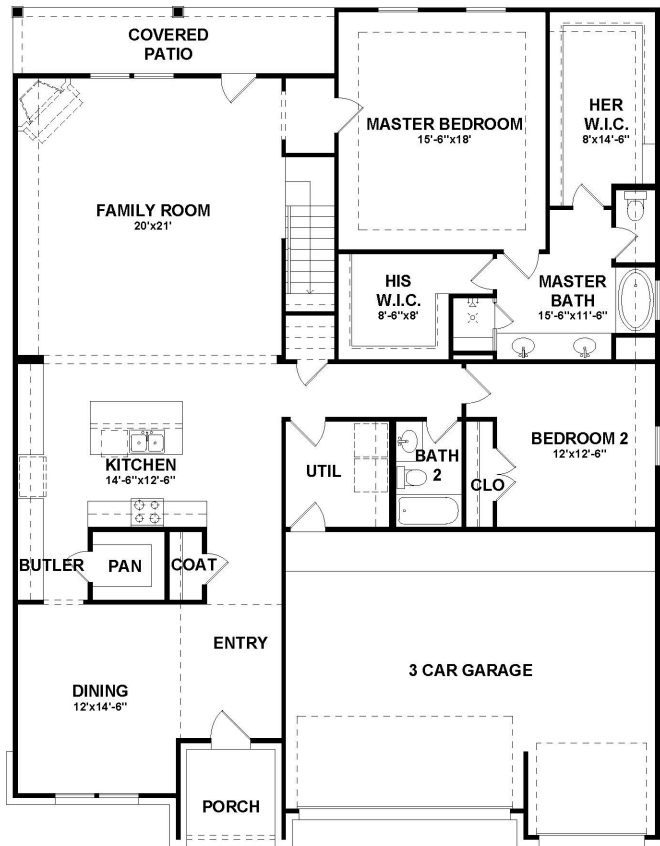 COVERED
PATIO
MASTER BEDROOM
15'-6"x18'
HER
W.I.C.
8'x14'-6"
FAMILY ROOM
20'x21'
HIS
W.I.C.
8'-6"x8'
MASTER
BATH
15'-6"x11'-6"
KITCHEN
14'-6"x12'-6"
UTIL
BATH
2
CLO
BEDROOM 2
12'x12'-6"
BUTLER
PAN
COAT
ENTRY
DINING
12'x14'-6"
3 CAR GARAGE
PORCH